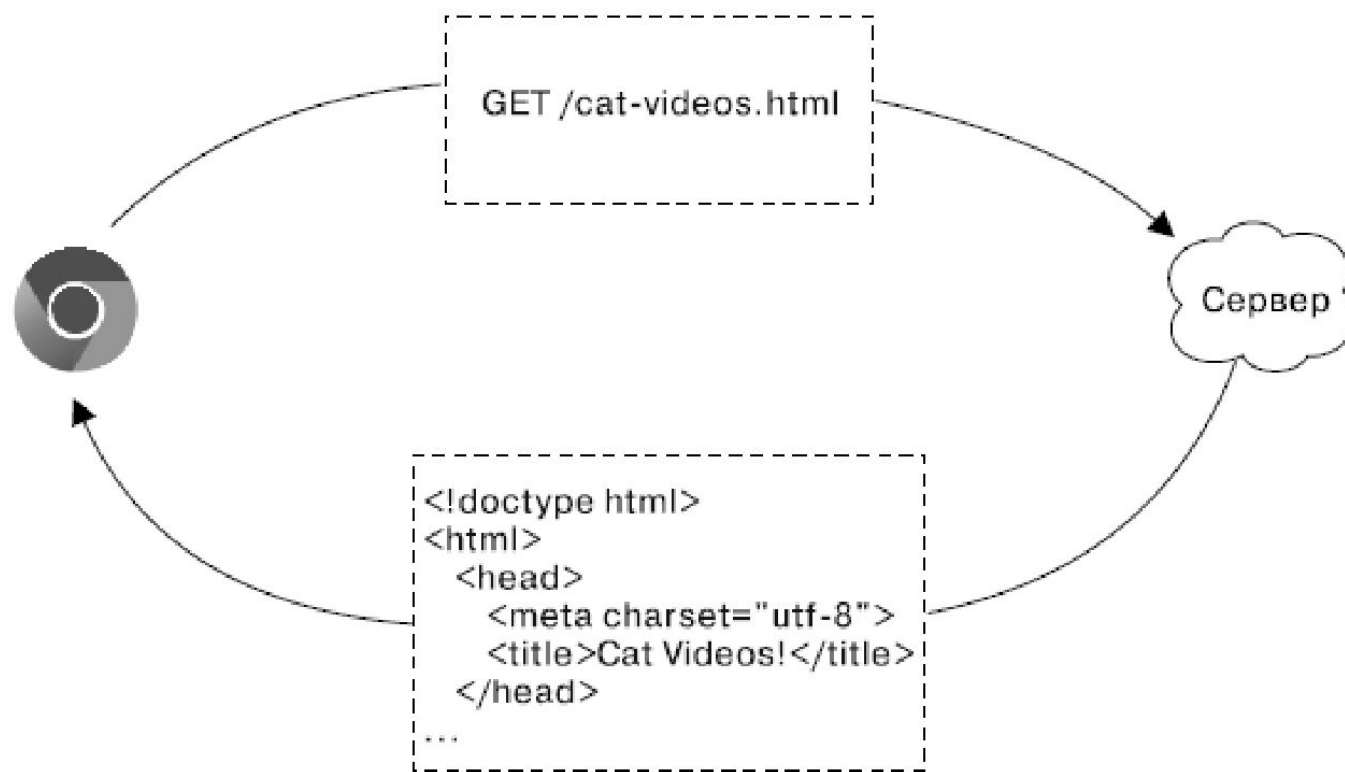 GET /cat-videos.html
Сервер
<!doctype html>
<html>
<head>
<meta charset="utf-8">
<title>Cat Videos!</title>
</head>
...